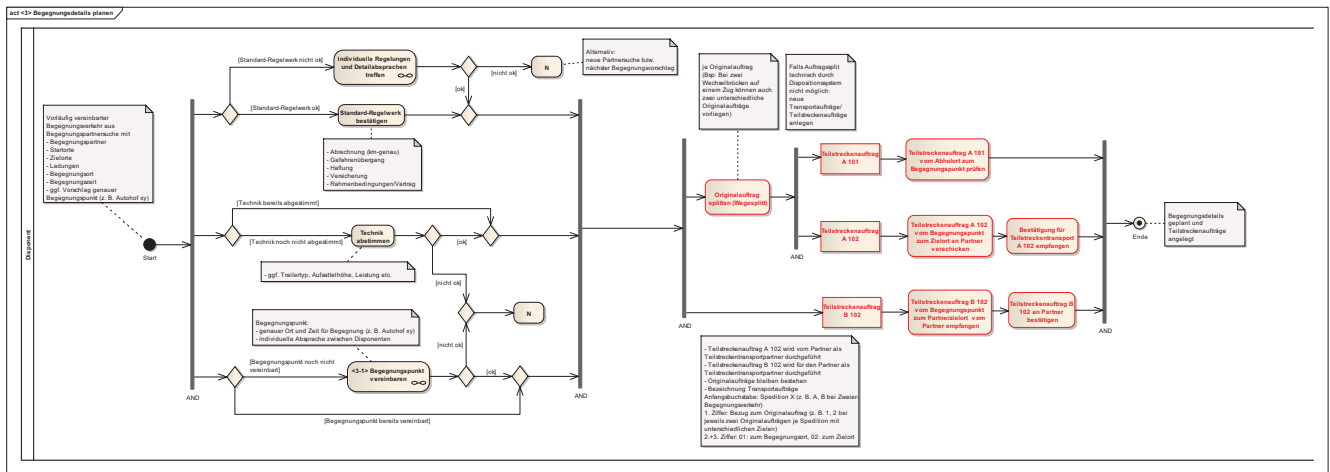 act <3> Begegnungsdetails planen
Disponent
Vorläufig vereinbarter
Begegnungsverkehr aus
Begegnungspartnersuche mit
- Begegnungspartner
- Startorte
- Zielorte
- Ladungen
- Begegnungsort
- Begegnungszeit
- ggf. Vorschlag genauer
Begegnungspunkt (z. B. Autohof xy)
Start
AND
[Standard-Regelwerk nicht ok]
Individuelle Regelungen
und Detailabsprachen
treffen
[nicht ok]
[ok]
N
Alternativ:
neue Partnersuche bzw.
nächster Begegnungsvorschlag
[Standard-Regelwerk ok]
Standard-Regelwerk
bestätigen
- Abrechnung (km-genau)
- Gefahrenübergang
- Haftung
- Versicherung
- Rahmenbedingungen/Vertrag
[Technik bereits abgestimmt]
[Technik noch nicht abgestimmt]
Technik
abstimmen
[ok]
- ggf. Trailertyp, Aufsattelhöhe, Leistung etc.
[nicht ok]
N
Begegnungspunkt:
- genauer Ort und Zeit für Begegnung (z. B. Autohof xy)
- individuelle Absprache zwischen Disponenten
[nicht ok]
[Begegnungspunkt noch nicht
vereinbart]
<3-1> Begegnungspunkt
vereinbaren
[ok]
[Begegnungspunkt bereits vereinbart]
AND
je Originalauftrag
(Bsp: Bei zwei
Wechselbrücken auf
einem Zug können auch
zwei unterschiedliche
Originalaufträge
vorliegen)
Falls Auftragssplit
technisch durch
Dispositionssystem
nicht möglich:
neue
Transportaufträge/
Teilstreckenaufträge
anlegen
Originalauftrag
splitten (Wegesplit)
AND
AND
Teilstreckenauftrag
A 101
Teilstreckenauftrag A 101
vom Abholort zum
Begegnungspunkt prüfen
Teilstreckenauftrag
A 102
Teilstreckenauftrag A 102
vom Begegnungspunkt
zum Zielort an Partner
verschicken
Bestätigung für
Teilstreckentransport
A 102 empfangen
Teilstreckenauftrag
B 102
Teilstreckenauftrag B 102
vom Begegnungspunkt
zum Partnerzielort vom
Partner empfangen
Teilstreckenauftrag B
102 an Partner
bestätigen
AND
Ende
Begegnungsdetails
geplant und
Teilstreckenaufträge
angelegt
- Teilstreckenauftrag A 102 wird vom Partner als
Teilstreckentransportpartner durchgeführt
- Teilstreckenauftrag B 102 wird für den Partner als
Teilstreckentransportpartner durchgeführt
- Originalaufträge bleiben bestehen
- Bezeichnung Transportaufträge
Anfangsbuchstabe: Spedition X (z. B. A, B bei Zweier-
Begegnungsverkehr)
1. Ziffer: Bezug zum Originalauftrag (z. B. 1, 2 bei
jeweils zwei Originalaufträgen je Spedition mit
unterschiedlichen Zielen)
2.+3. Ziffer: 01: zum Begegnungsort, 02: zum Zielort